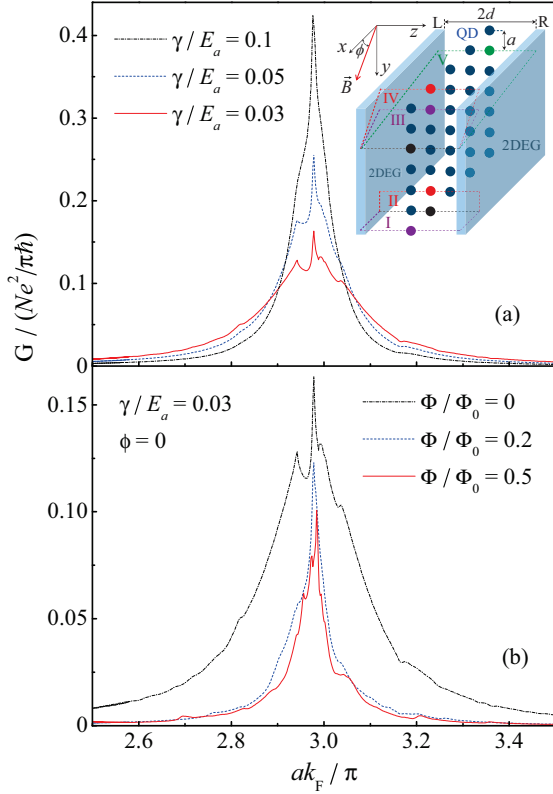 γ / E_a = 0.1
γ / E_a = 0.05
γ / E_a = 0.03
L
2d
R
QD
a
x
ϕ
y
z
B⃗
V
IV
III
2DEG
2DEG
II
I
0.4
0.3
0.2
0.1
0
G / (Ne²/πħ)
(a)
γ / E_a = 0.03
ϕ = 0
Φ / Φ₀ = 0
Φ / Φ₀ = 0.2
Φ / Φ₀ = 0.5
0.15
0.10
0.05
0
(b)
2.6 2.8 3.0 3.2 3.4
ak_F / π